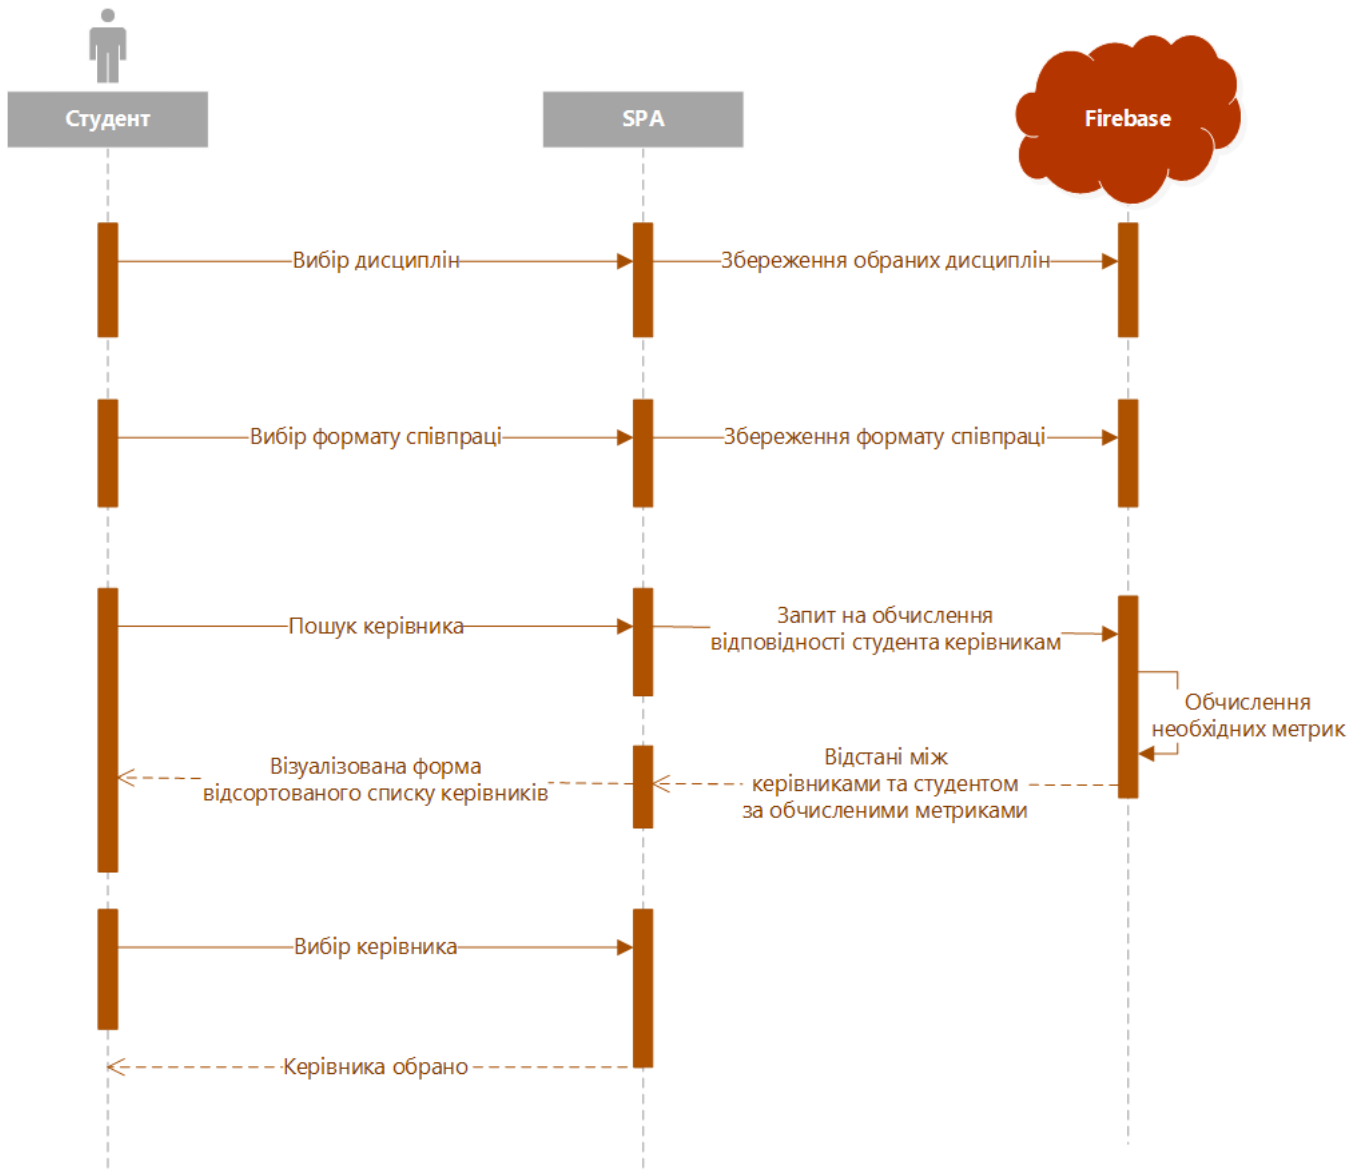 Студент
SPA
Firebase
Вибір дисциплін
Збереження обраних дисциплін
Вибір формату співпраці
Збереження формату співпраці
Пошук керівника
Запит на обчислення
відповідності студента керівникам
Обчислення
необхідних метрик
Відстані між
керівниками та студентом
за обчисленими метриками
Візуалізована форма
відсортованого списку керівників
Вибір керівника
Керівника обрано